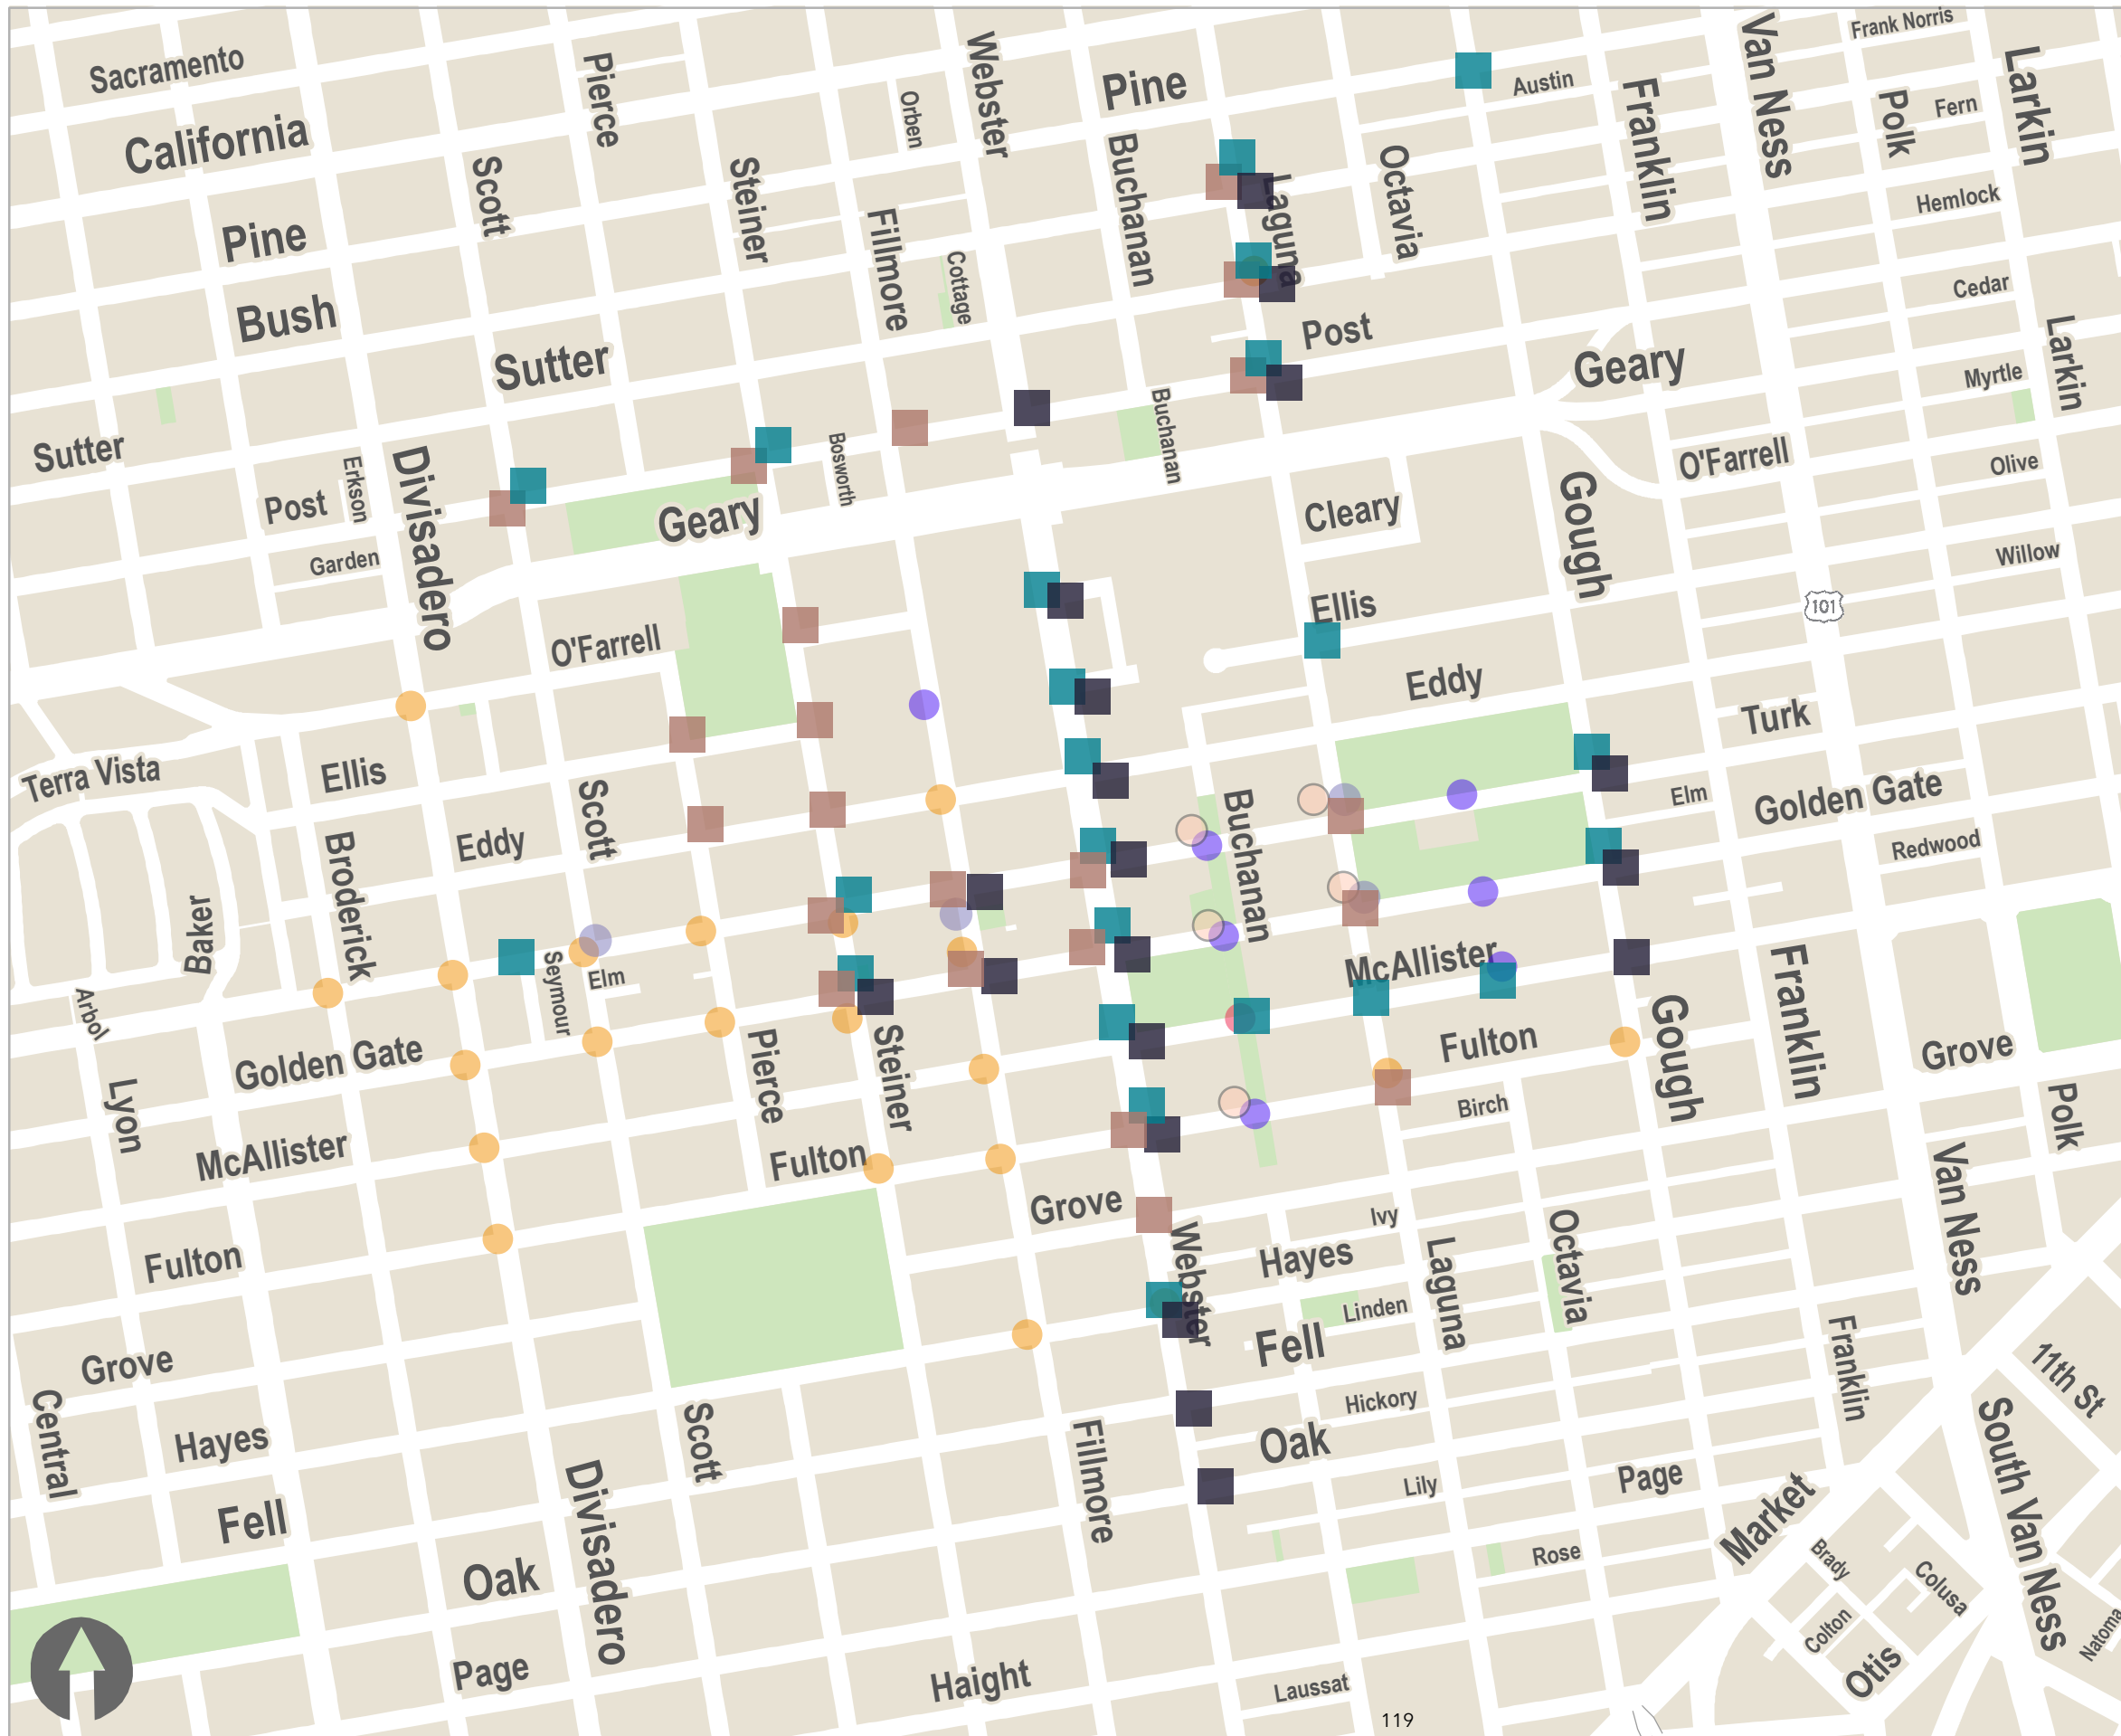 Frank Norris
Sacramento
Pierce
Webster
Pine
Austin
Van Ness
Larkin
California
Orben
Franklin
Polk
Fern
Scott
Steiner
Buchanan
Octavia
Laguna
Hemlock
Pine
Fillmore
Cottage
Cedar
Bush
Sutter
Post
Geary
Larkin
Myrtle
Sutter
Erkson
Divisadero
Bosworth
Buchanan
O'Farrell
Olive
Post
Geary
Cleary
Gough
Garden
Willow
O'Farrell
Ellis
101
Eddy
Turk
Terra Vista
Ellis
Scott
Buchanan
Elm
Golden Gate
Broderick
Eddy
Redwood
Baker
Seymour
Elm
McAllister
Franklin
Arbol
Golden Gate
Pierce
Steiner
Fulton
Gough
Grove
Lyon
Birch
Polk
McAllister
Fulton
Grove
Ivy
Octavia
Van Ness
Fulton
Webster
Hayes
Laguna
Linden
Fell
Franklin
Grove
11th St
Central
Hayes
Scott
Fillmore
Hickory
Oak
South Van Ness
Fell
Divisadero
Lily
Page
Market
Oak
Rose
Brady
Colusa
Colton
Natoma
Page
Haight
Laussat
Otis
119